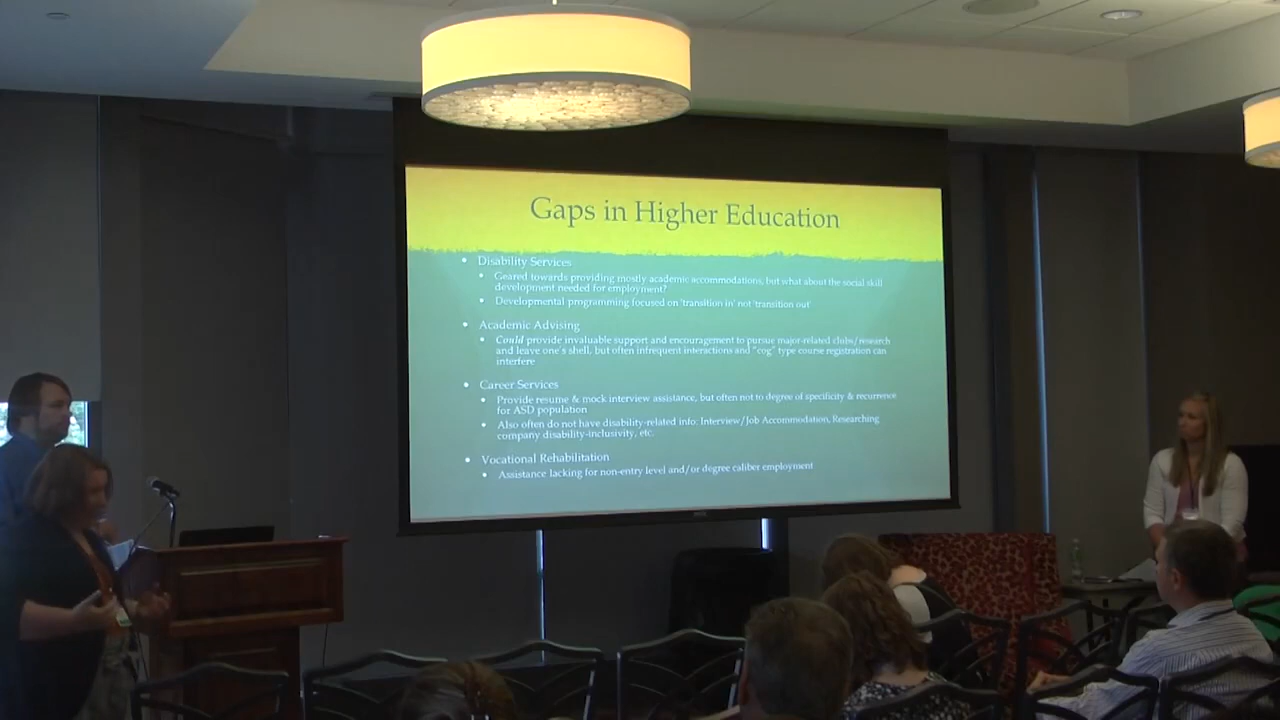 Gaps in Higher Education
• Disability Services
• Geared towards providing mostly academic accommodations, but what about the social skill
development needed for employment?
• Developmental programming focused on 'transition in' not 'transition out'
• Academic Advising
• Could provide invaluable support and encouragement to pursue major-related clubs/research
and leave one's shell, but often infrequent interactions and "cog" type course registration can
interfere
• Career Services
• Provide resume & mock interview assistance, but often not to degree of specificity & recurrence
for ASD population
• Also often do not have disability-related info: Interview/Job Accommodation, Researching
company disability-inclusivity, etc.
• Vocational Rehabilitation
• Assistance lacking for non-entry level and/or degree caliber employment